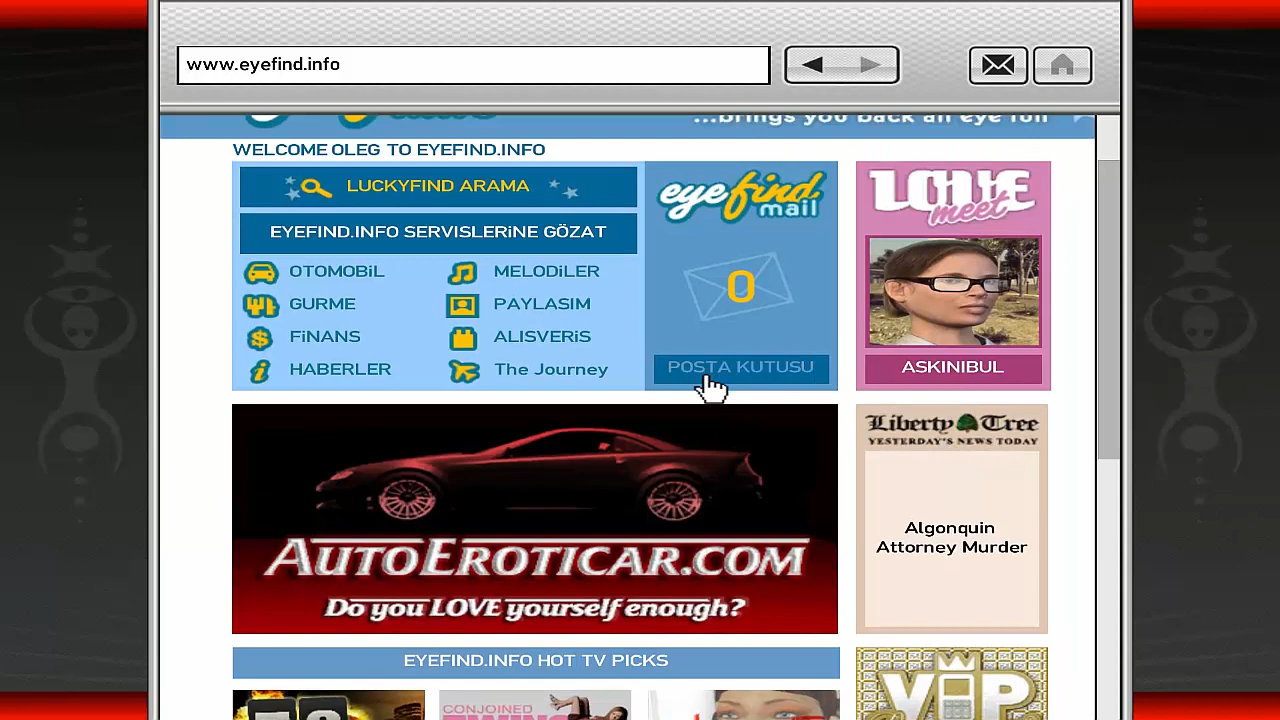 www.eyefind.info
...brings you back an eye full
WELCOME OLEG TO EYEFIND.INFO
LUCKYFIND ARAMA
EYEFIND.INFO SERVISLERiNE GÖZAT
OTOMOBiL
MELODiLER
GURME
PAYLASIM
FiNANS
ALISVERiS
HABERLER
The Journey
eyefind
mail
0
POSTA KUTUSU
LOVE
meet
ASKINIBUL
AUTOEROTICAR.COM
Do you LOVE yourself enough?
Liberty Tree
YESTERDAY'S NEWS TODAY
Algonquin
Attorney Murder
EYEFIND.INFO HOT TV PICKS
CONJOINED
VIP